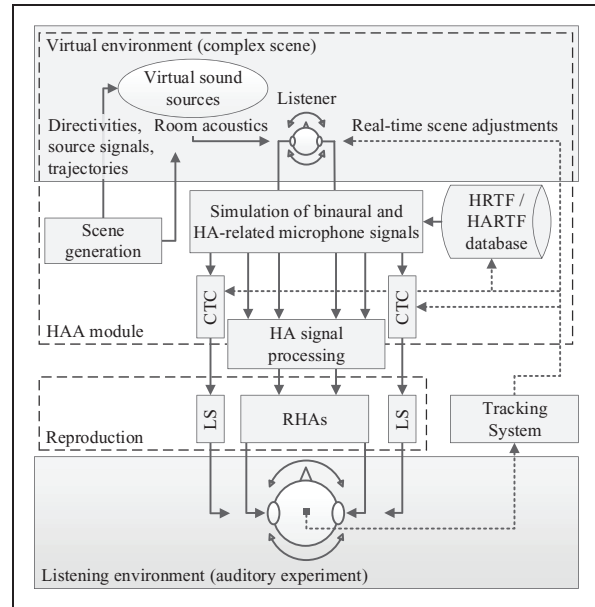 Virtual environment (complex scene)
Virtual sound
sources
Listener
Directivities,
source signals,
trajectories
Room acoustics
Real-time scene adjustments
Scene
generation
Simulation of binaural and
HA-related microphone signals
HRTF /
HARTF
database
CTC
CTC
HAA module
HA signal
processing
LS
RHAs
LS
Reproduction
Tracking
System
Listening environment (auditory experiment)